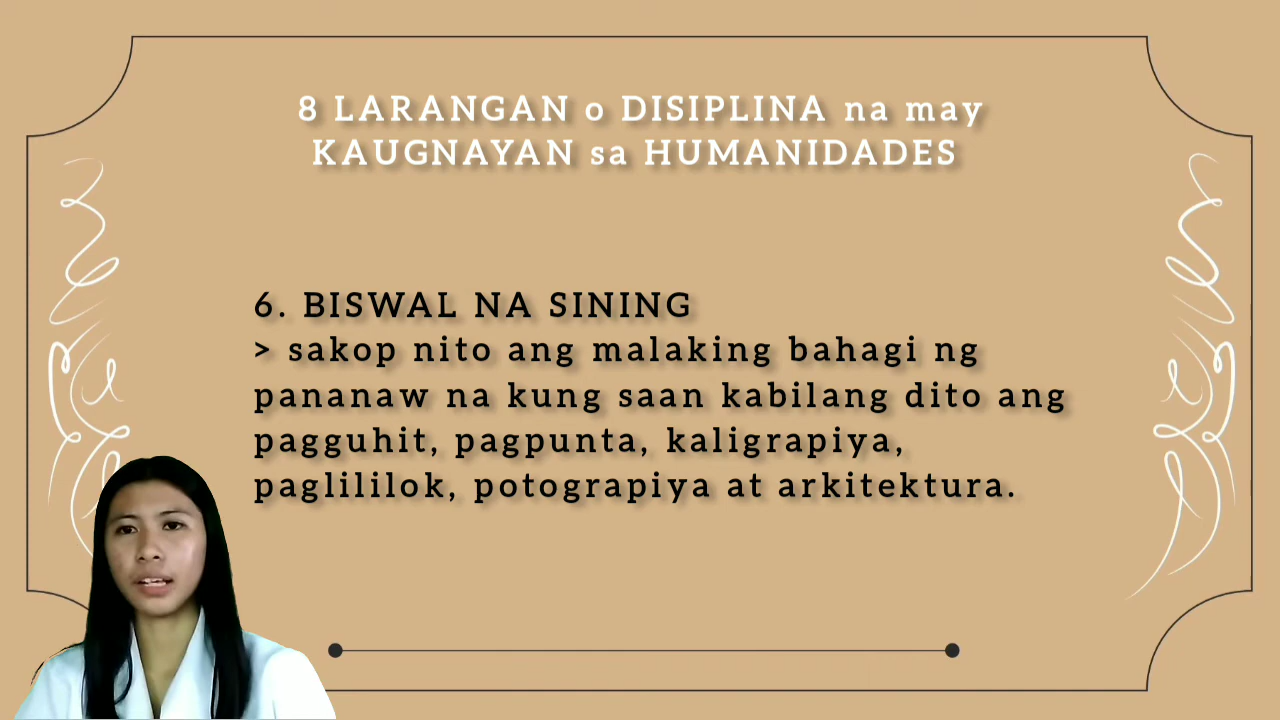 8 LARANGAN o DISIPLINA na may
KAUGNAYAN sa HUMANIDADES
6. BISWAL NA SINING
> sakop nito ang malaking bahagi ng
pananaw na kung saan kabilang dito ang
pagguhit, pagpunta, kaligrapiya,
paglililok, potograpiya at arkitektura.